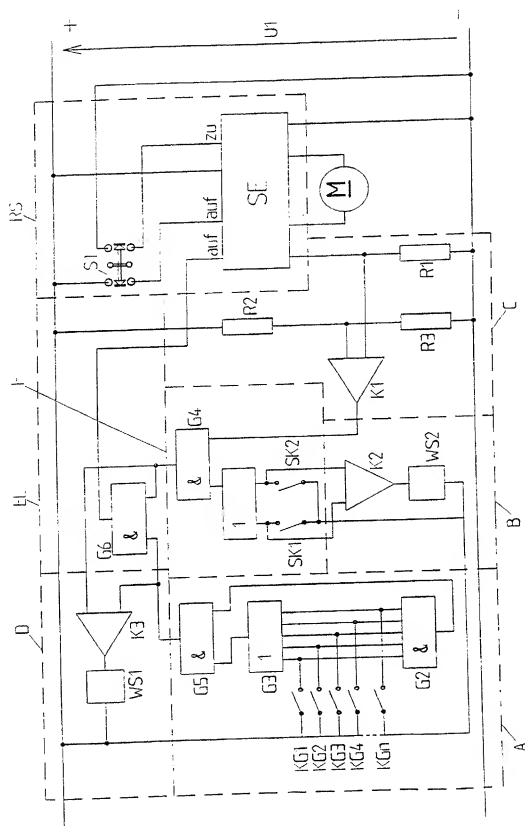 D
RS
+
S1
auf
auf
zu
SE
M
U1
G6
&
K3
WS1
F
G4
&
1
SK1
SK2
K2
WS2
K1
R2
R3
R1
G5
&
G3
1
G2
&
KG1
KG2
KG3
KG4
KGn
-
A
B
C